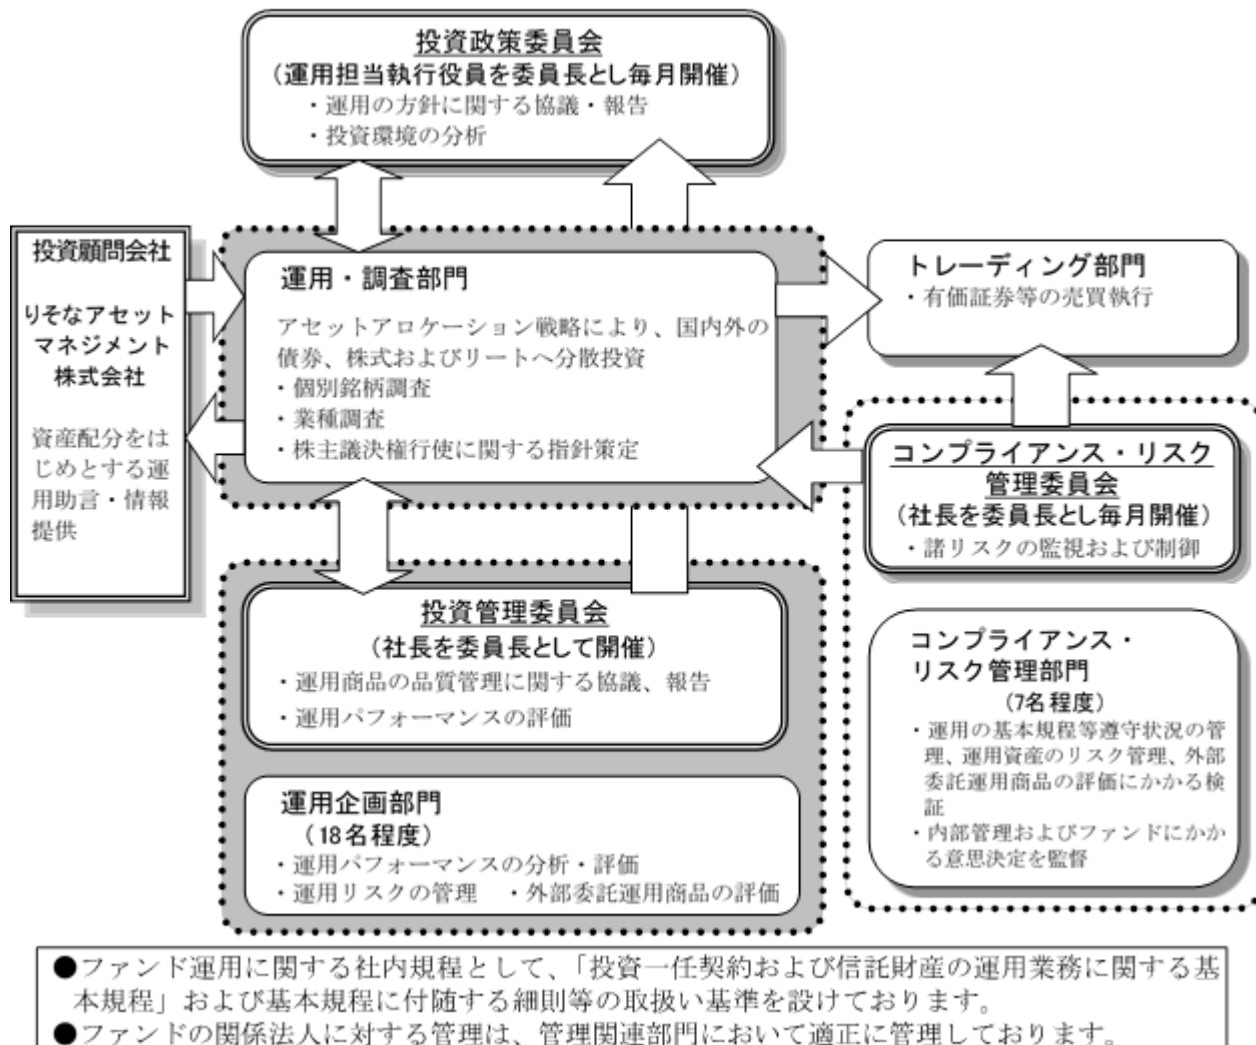 投資政策委員会
（運用担当執行役員を委員長とし毎月開催）
・運用の方針に関する協議・報告
・投資環境の分析
投資顧問会社
りそなアセット
マネジメント
株式会社
資産配分をは
じめとする運
用助言・情報
提供
運用・調査部門
アセットアロケーション戦略により、国内外の
債券、株式およびリートへ分散投資
・個別銘柄調査
・業種調査
・株主議決権行使に関する指針策定
トレーディング部門
・有価証券等の売買執行
コンプライアンス・リスク
管理委員会
（社長を委員長とし毎月開催）
・諸リスクの監視および制御
投資管理委員会
（社長を委員長として開催）
・運用商品の品質管理に関する協議、報告
・運用パフォーマンスの評価
運用企画部門
（18名程度）
・運用パフォーマンスの分析・評価
・運用リスクの管理　・外部委託運用商品の評価
コンプライアンス・
リスク管理部門
（7名程度）
・運用の基本規程等遵守状況の管
理、運用資産のリスク管理、外部
委託運用商品の評価にかかる検
証
・内部管理およびファンドにかか
る意思決定を監督
●ファンド運用に関する社内規程として、「投資一任契約および信託財産の運用業務に関する基
本規程」および基本規程に付随する細則等の取扱い基準を設けております。
●ファンドの関係法人に対する管理は、管理関連部門において適正に管理しております。